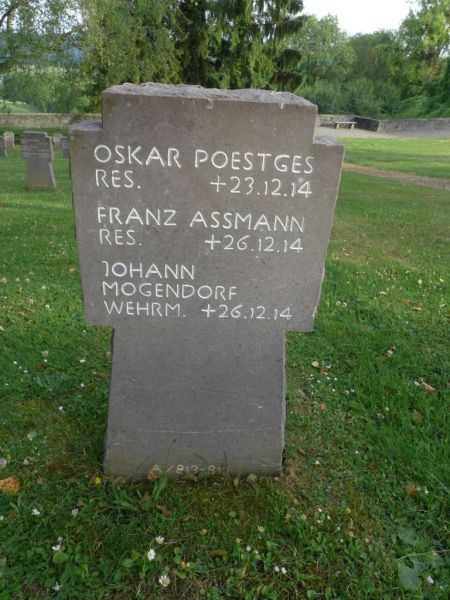 OSKAR POESTGES
RES. +23.12.14
FRANZ ASSMANN
RES. +26.12.14
JOHANN
MOGENDORF
WEHRM. +26.12.14